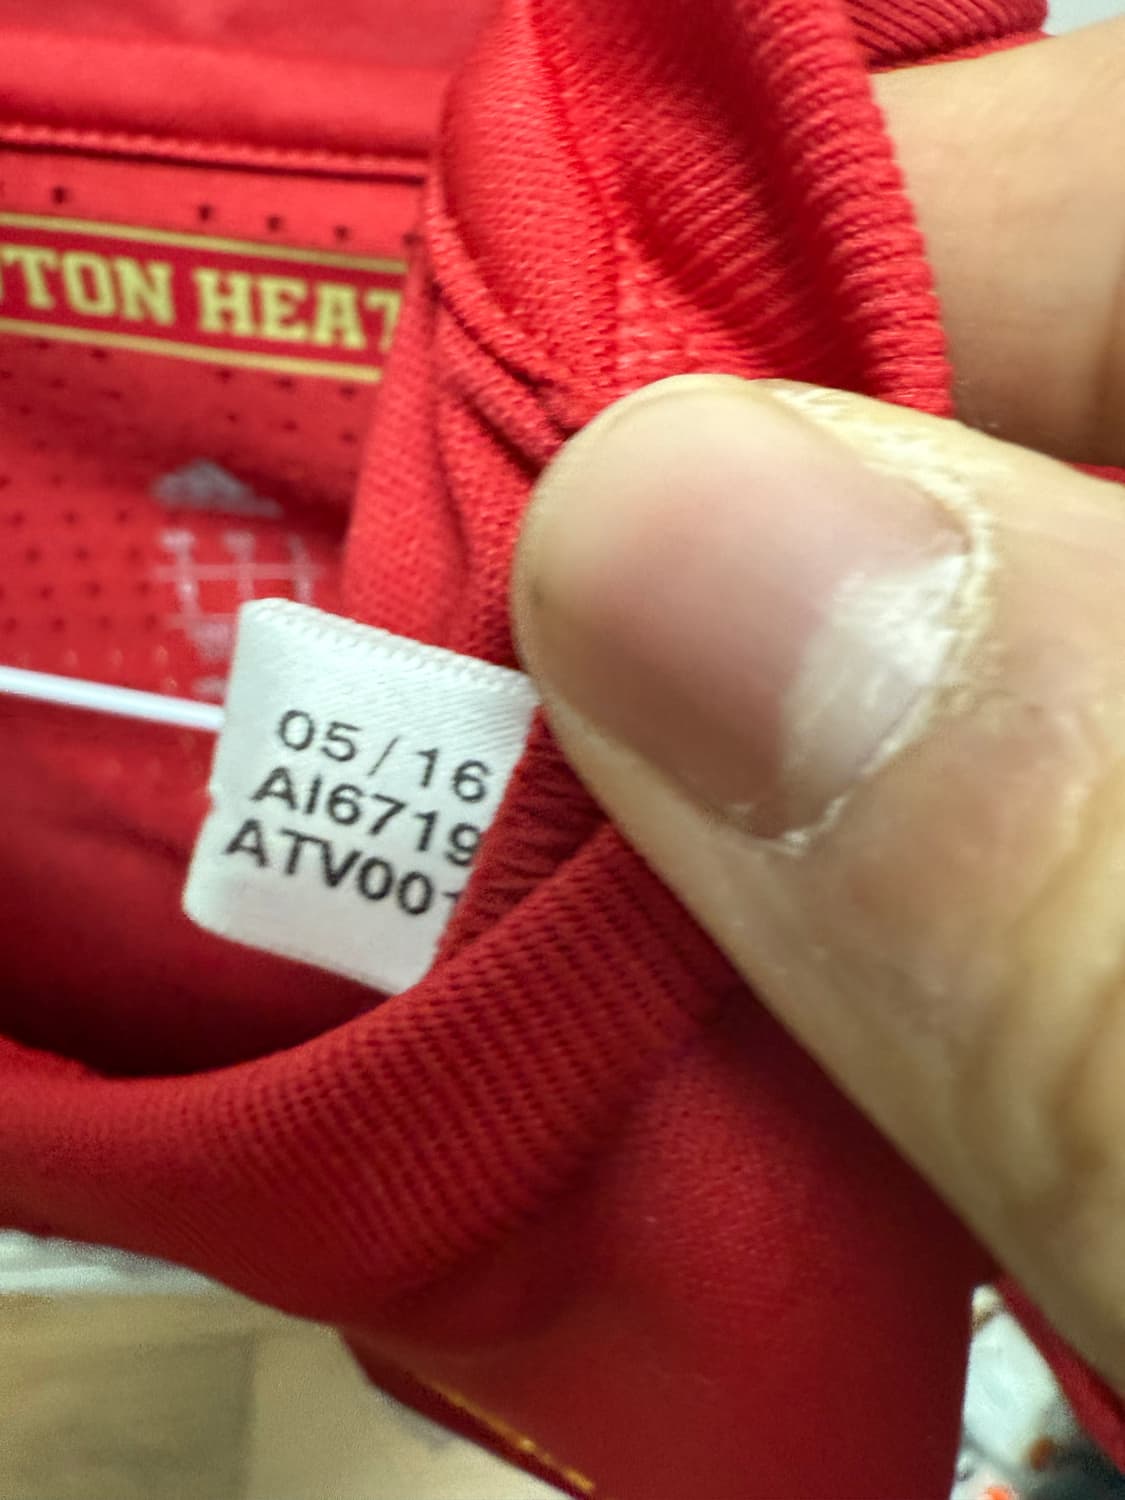 TON HEAT
05/16
AI6719
ATV001